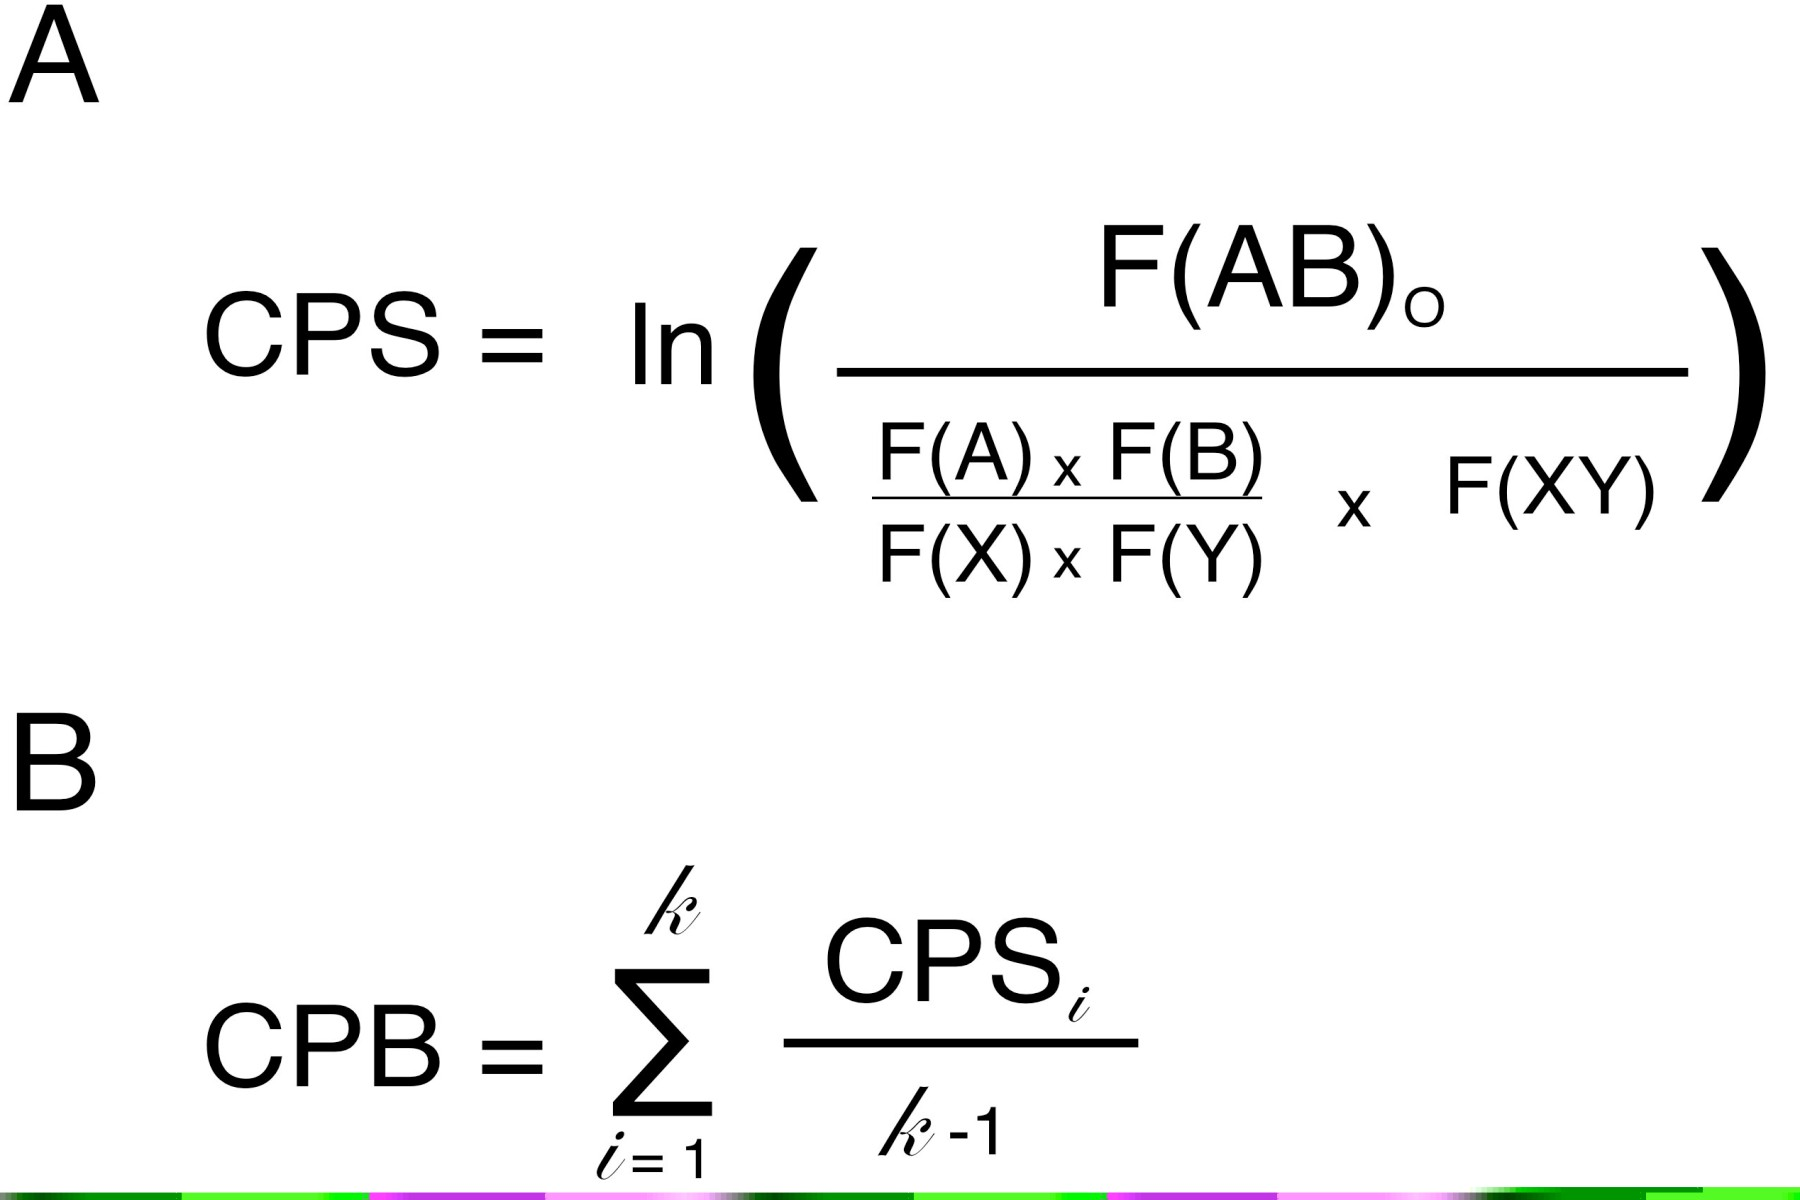 A
CPS = ln ( F(AB)O
F(A) x F(B)
F(X) x F(Y)
x F(XY) )
B
k
CPB = ∑ CPSi
k -1
i = 1